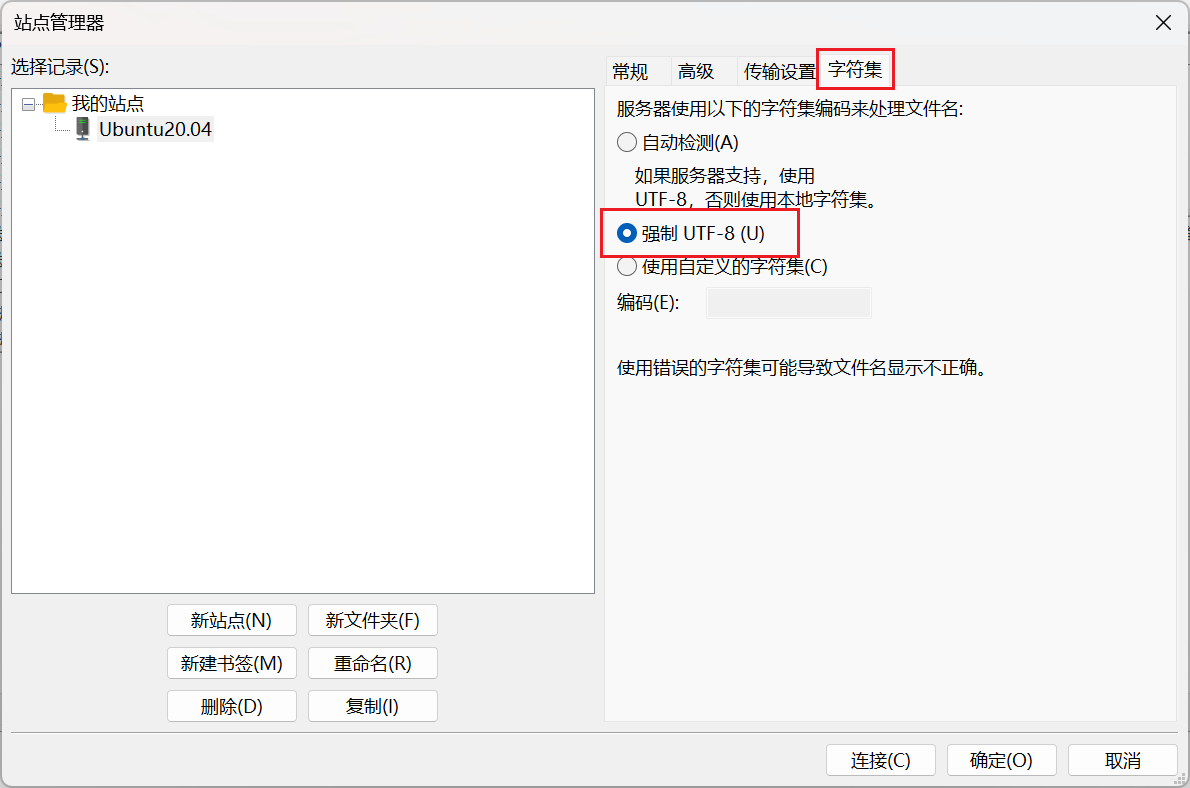 站点管理器
选择记录(S):
我的站点
Ubuntu20.04
新站点(N)
新文件夹(F)
新建书签(M)
重命名(R)
删除(D)
复制(I)
常规
高级
传输设置
字符集
服务器使用以下的字符集编码来处理文件名:
自动检测(A)
如果服务器支持，使用
UTF-8，否则使用本地字符集。
强制 UTF-8 (U)
使用自定义的字符集(C)
编码(E):
使用错误的字符集可能导致文件名显示不正确。
连接(C)
确定(O)
取消